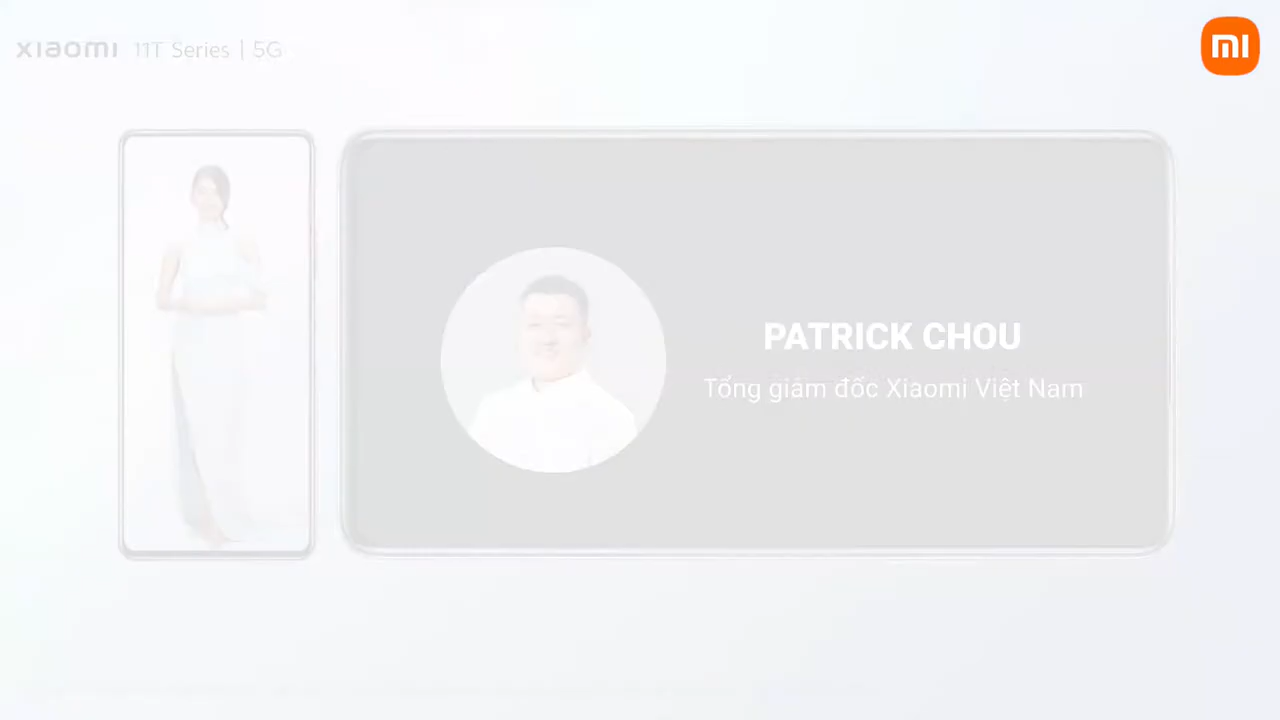 xiaomi 11T Series | 5G
mi
PATRICK CHOU
Tổng giám đốc Xiaomi Việt Nam